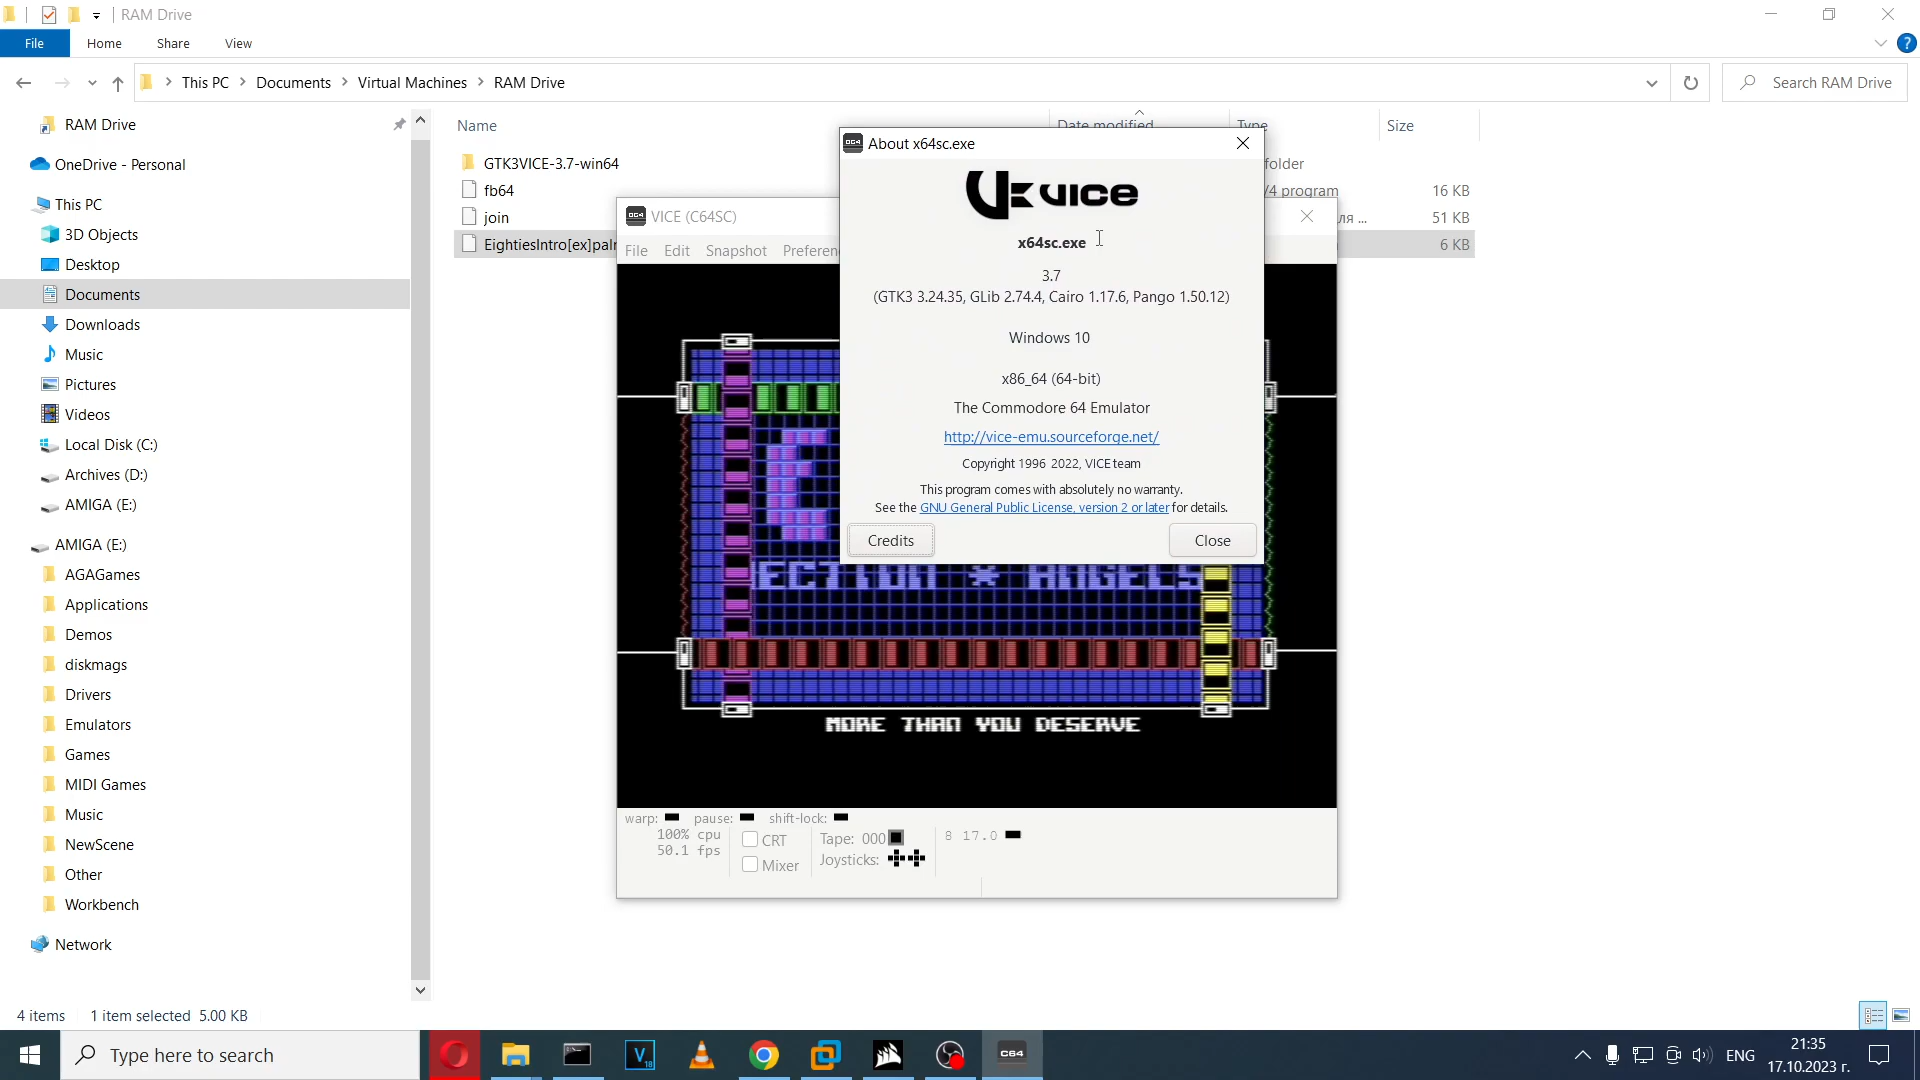 RAM Drive
File Home Share View
This PC > Documents > Virtual Machines > RAM Drive
Search RAM Drive
RAM Drive
OneDrive - Personal
This PC
3D Objects
Desktop
Documents
Downloads
Music
Pictures
Videos
Local Disk (C:)
Archives (D:)
AMIGA (E:)
AMIGA (E:)
AGAGames
Applications
Demos
diskmags
Drivers
Emulators
Games
MIDI Games
Music
NewScene
Other
Workbench
Network
Name Date modified Type Size
GTK3VICE-3.7-win64 folder
fb64 program 16 KB
join 51 KB
6 KB
VICE (C64SC)
File Edit Snapshot
About x64sc.exe
VICE
x64sc.exe
3.7
(GTK3 3.24.35, GLib 2.74.4, Cairo 1.17.6, Pango 1.50.12)
Windows 10
x86_64 (64-bit)
The Commodore 64 Emulator
http://vice-emu.sourceforge.net/
Copyright 1996 2022, VICE team
This program comes with absolutely no warranty.
See the GNU General Public License, version 2 or later for details.
Credits Close
ECTION * ANGELS
MORE THAN YOU DESERVE
warp: pause: shift-lock:
100% cpu CRT Tape: 000 8 17.0
50.1 fps Mixer Joysticks:
4 items 1 item selected 5.00 KB
Type here to search
C64
ENG
21:35
17.10.2023 г.